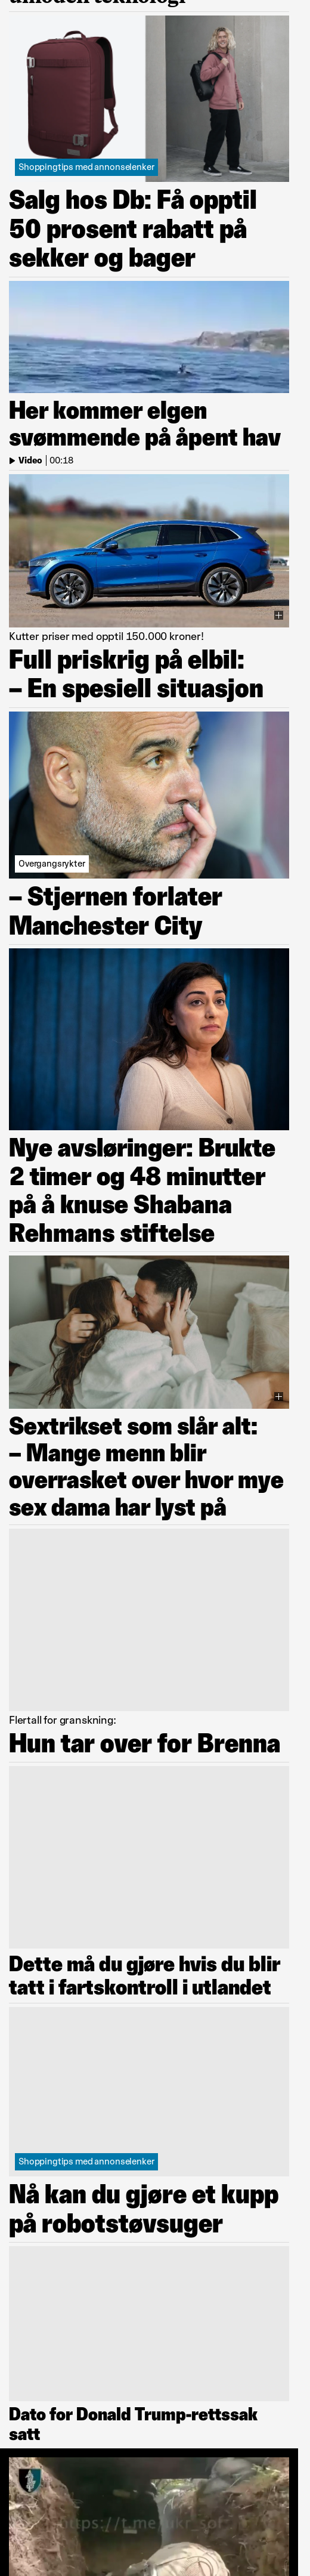 umoden teknologi
Shoppingtips med annonselenker
Salg hos Db: Få opptil
50 prosent rabatt på
sekker og bager
Her kommer elgen
svømmende på åpent hav
Video | 00:18
Kutter priser med opptil 150.000 kroner!
Full priskrig på elbil:
– En spesiell situasjon
Overgangsrykter
– Stjernen forlater
Manchester City
Nye avsløringer: Brukte
2 timer og 48 minutter
på å knuse Shabana
Rehmans stiftelse
Sextrikset som slår alt:
– Mange menn blir
overrasket over hvor mye
sex dama har lyst på
Flertall for granskning:
Hun tar over for Brenna
Dette må du gjøre hvis du blir
tatt i fartskontroll i utlandet
Shoppingtips med annonselenker
Nå kan du gjøre et kupp
på robotstøvsuger
Dato for Donald Trump-rettssak
satt
https://t.me/ukr_sof